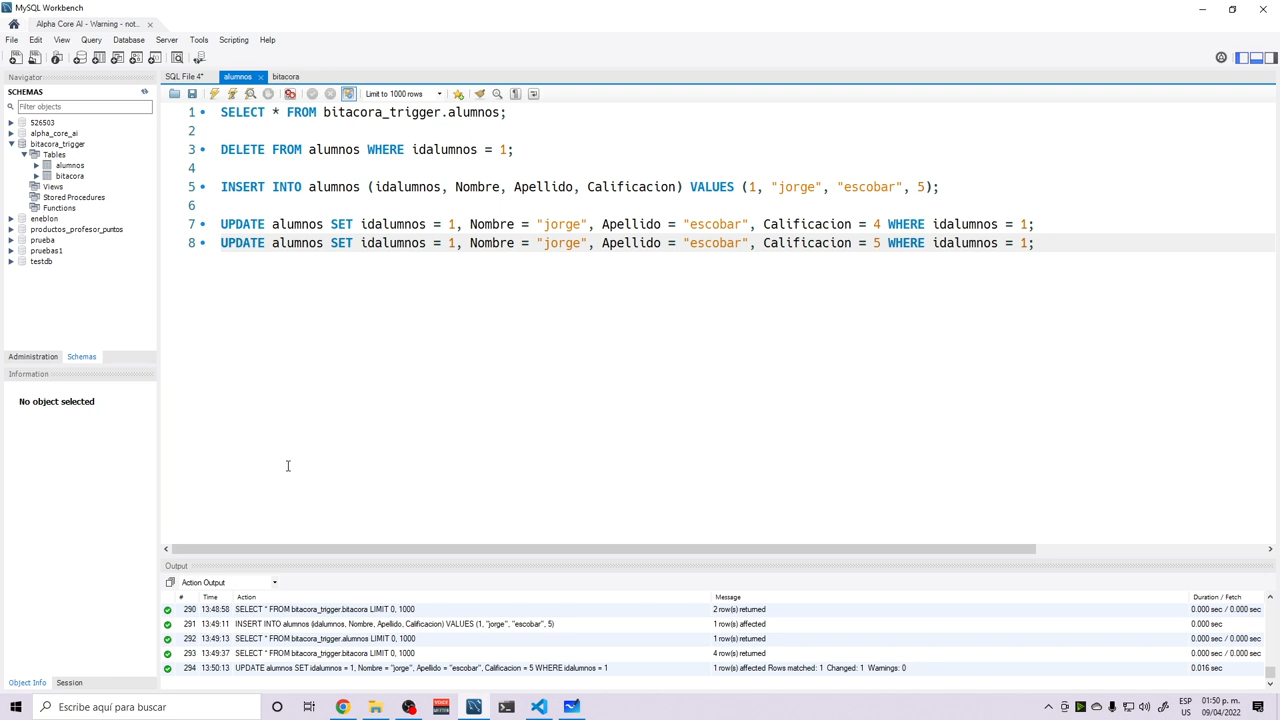 MySQL Workbench
Alpha Core AI - Warning - not...
File Edit View Query Database Server Tools Scripting Help
Navigator
SCHEMAS
Filter objects
526503
alpha_core_ai
bitacora_trigger
Tables
alumnos
bitacora
Views
Stored Procedures
Functions
eneblon
productos_profesor_puntos
prueba
pruebas1
testdb
Administration Schemas
Information
No object selected
Object Info Session
SQL File 4* alumnos bitacora
Limit to 1000 rows
1 SELECT * FROM bitacora_trigger.alumnos;
2
3 DELETE FROM alumnos WHERE idalumnos = 1;
4
5 INSERT INTO alumnos (idalumnos, Nombre, Apellido, Calificacion) VALUES (1, "jorge", "escobar", 5);
6
7 UPDATE alumnos SET idalumnos = 1, Nombre = "jorge", Apellido = "escobar", Calificacion = 4 WHERE idalumnos = 1;
8 UPDATE alumnos SET idalumnos = 1, Nombre = "jorge", Apellido = "escobar", Calificacion = 5 WHERE idalumnos = 1;
Output
Action Output
# Time Action Message Duration / Fetch
290 13:48:58 SELECT * FROM bitacora_trigger.bitacora LIMIT 0, 1000 2 row(s) returned 0.000 sec / 0.000 sec
291 13:49:11 INSERT INTO alumnos (idalumnos, Nombre, Apellido, Calificacion) VALUES (1, "jorge", "escobar", 5) 1 row(s) affected 0.000 sec
292 13:49:13 SELECT * FROM bitacora_trigger.alumnos LIMIT 0, 1000 1 row(s) returned 0.000 sec / 0.000 sec
293 13:49:37 SELECT * FROM bitacora_trigger.bitacora LIMIT 0, 1000 4 row(s) returned 0.000 sec / 0.000 sec
294 13:50:13 UPDATE alumnos SET idalumnos = 1, Nombre = "jorge", Apellido = "escobar", Calificacion = 5 WHERE idalumnos = 1 1 row(s) affected Rows matched: 1 Changed: 1 Warnings: 0 0.016 sec
Escribe aquí para buscar
ESP
US
01:50 p. m.
09/04/2022